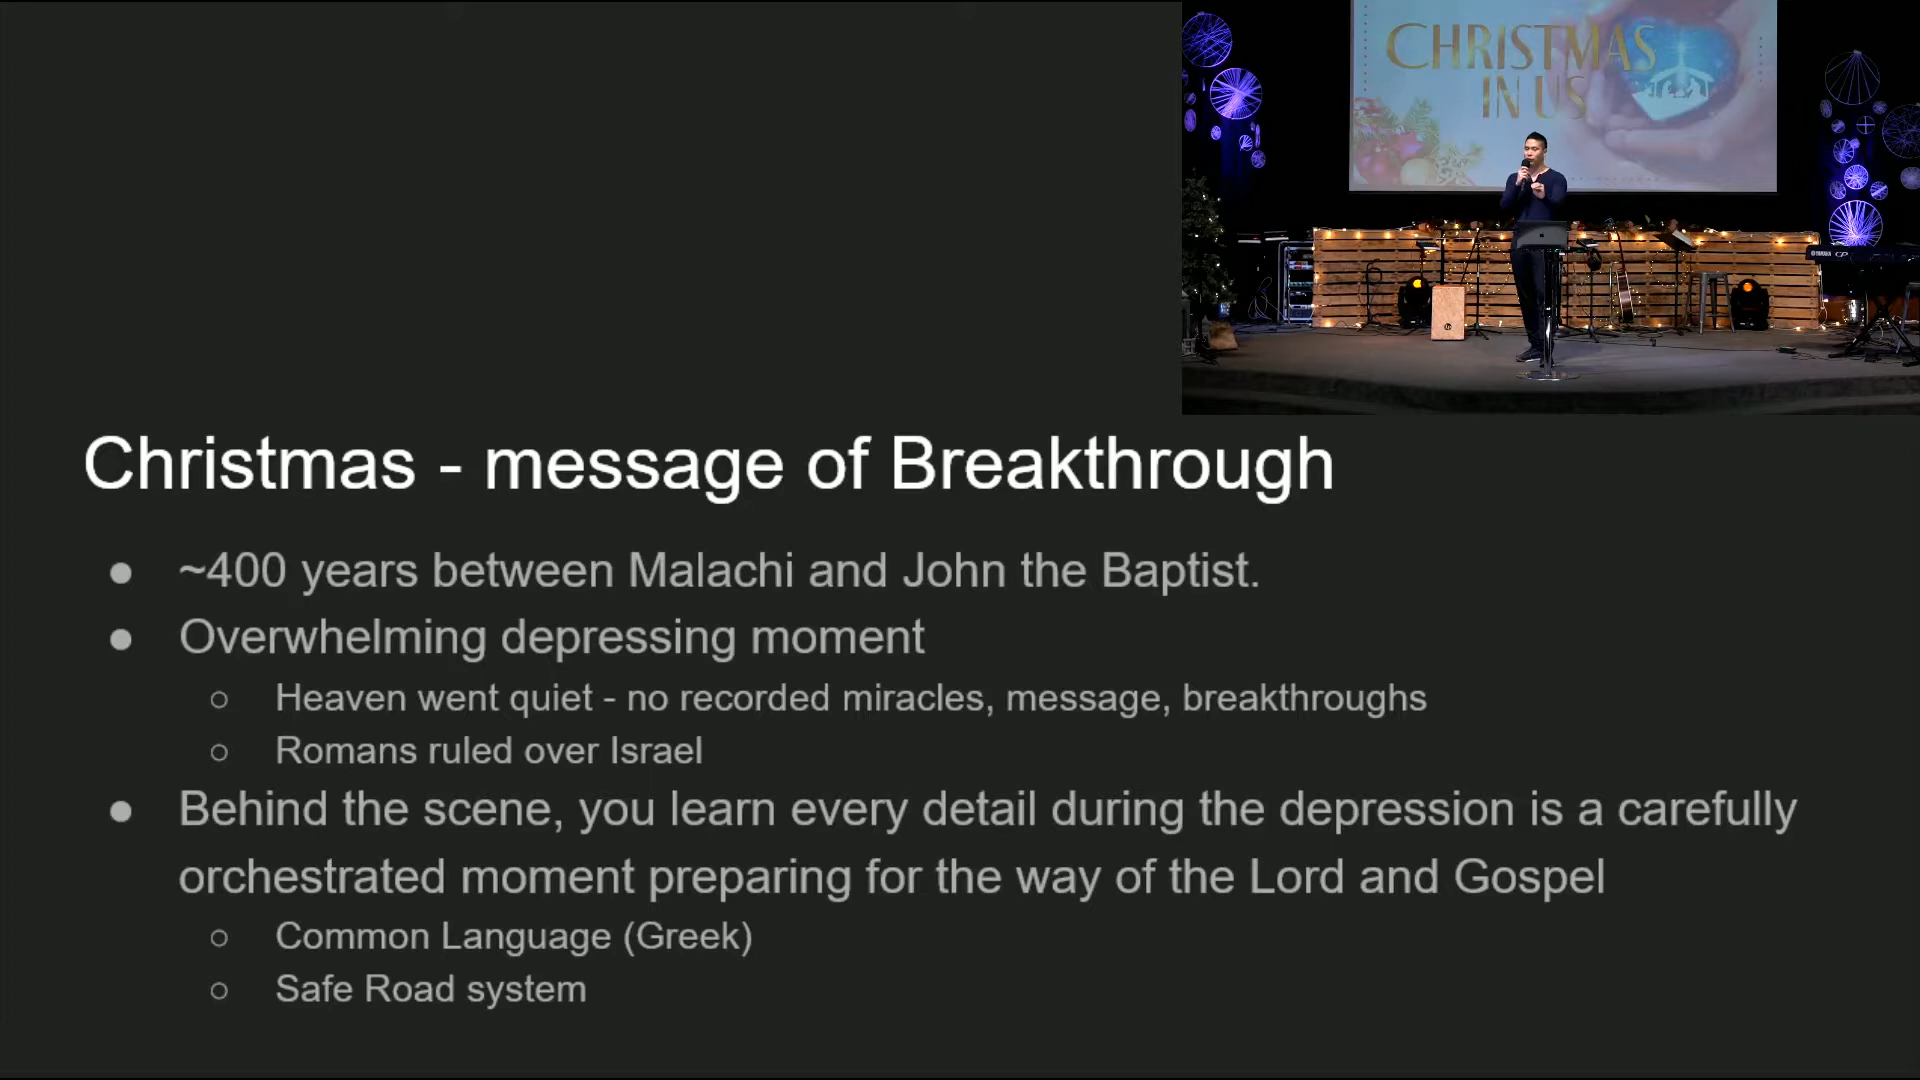 CHRISTMAS
IN US
Christmas - message of Breakthrough
● ~400 years between Malachi and John the Baptist.
● Overwhelming depressing moment
○ Heaven went quiet - no recorded miracles, message, breakthroughs
○ Romans ruled over Israel
● Behind the scene, you learn every detail during the depression is a carefully
orchestrated moment preparing for the way of the Lord and Gospel
○ Common Language (Greek)
○ Safe Road system